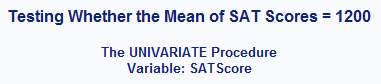 Testing Whether the Mean of SAT Scores = 1200
The UNIVARIATE Procedure
Variable: SATScore